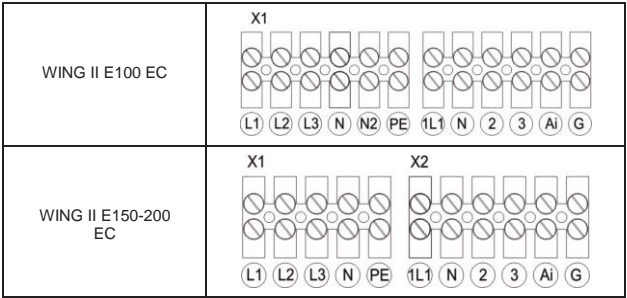 X1
WING II E100 EC
L1 L2 L3 N N2 PE 1L1 N 2 3 Ai G
X1 X2
WING II E150-200
EC
L1 L2 L3 N PE 1L1 N 2 3 Ai G